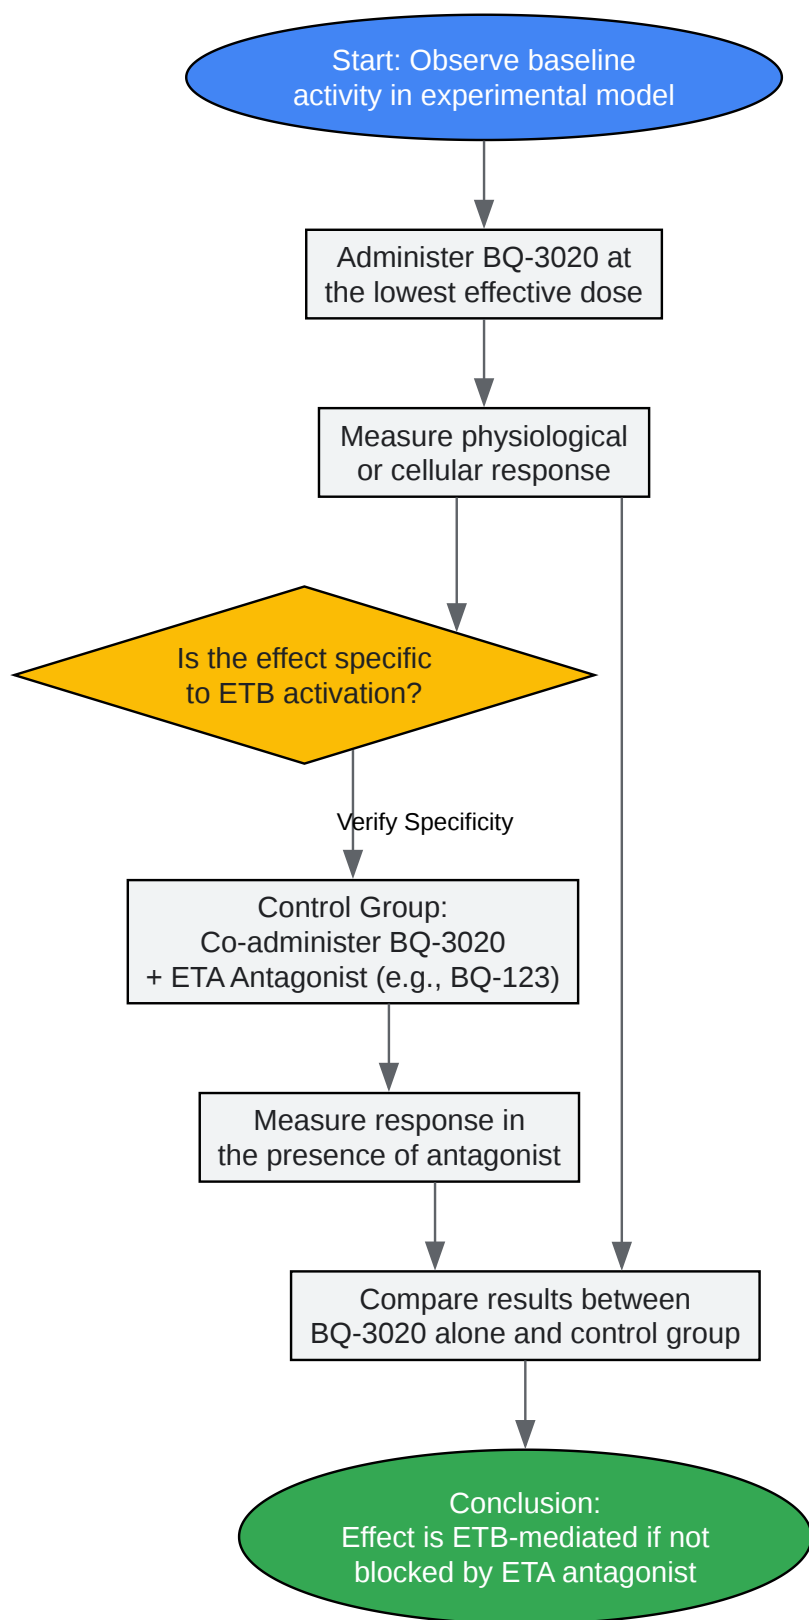 Start: Observe baseline
activity in experimental model
Administer BQ-3020 at
the lowest effective dose
Measure physiological
or cellular response
Is the effect specific
to ETB activation?
Verify Specificity
Control Group:
Co-administer BQ-3020
+ ETA Antagonist (e.g., BQ-123)
Measure response in
the presence of antagonist
Compare results between
BQ-3020 alone and control group
Conclusion:
Effect is ETB-mediated if not
blocked by ETA antagonist